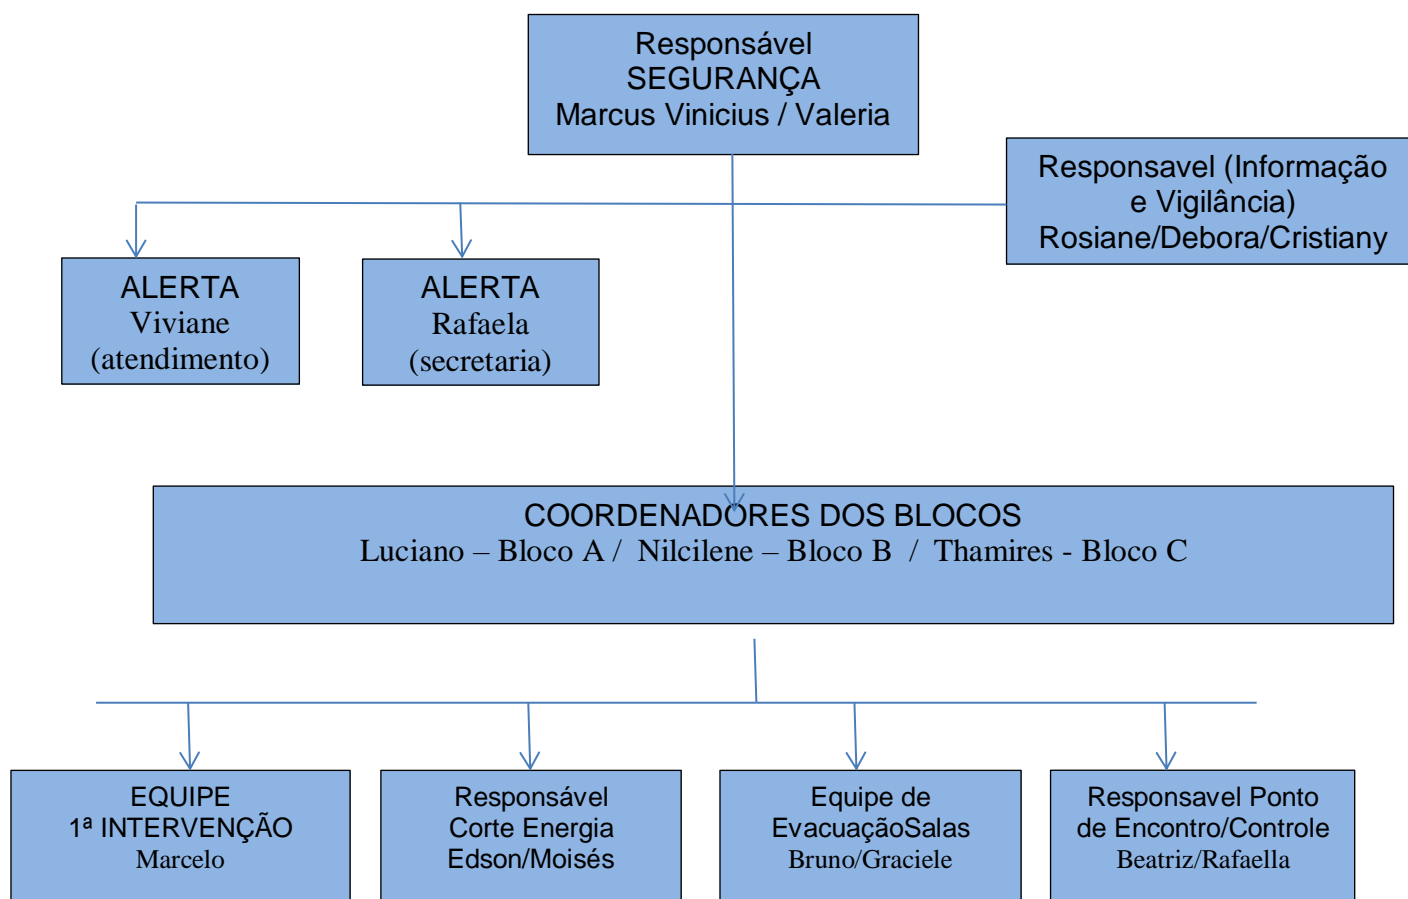 Responsável
SEGURANÇA
Marcus Vinicius / Valeria
Responsavel (Informação
e Vigilância)
Rosiane/Debora/Cristiany
ALERTA
Viviane
(atendimento)
ALERTA
Rafaela
(secretaria)
COORDENADORES DOS BLOCOS
Luciano – Bloco A / Nilcilene – Bloco B / Thamires - Bloco C
EQUIPE
1ª INTERVENÇÃO
Marcelo
Responsável
Corte Energia
Edson/Moisés
Equipe de
EvacuaçãoSalas
Bruno/Graciele
Responsavel Ponto
de Encontro/Controle
Beatriz/Rafaella